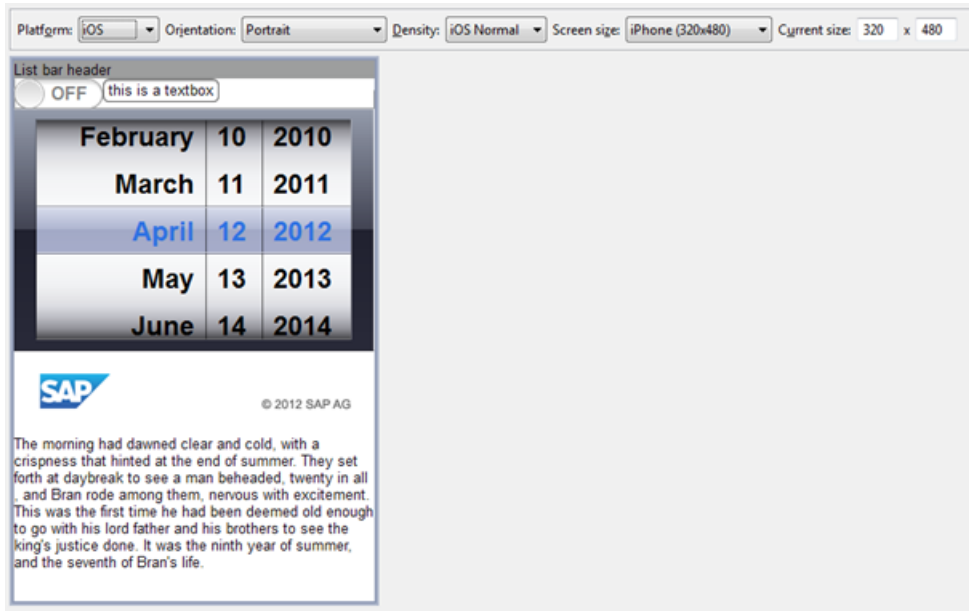 Platform: iOS Orientation: Portrait Density: iOS Normal Screen size: iPhone (320x480) Current size: 320 x 480
List bar header
OFF this is a textbox
February 10 2010
March 11 2011
April 12 2012
May 13 2013
June 14 2014
SAP
© 2012 SAP AG
The morning had dawned clear and cold, with a
crispness that hinted at the end of summer. They set
forth at daybreak to see a man beheaded, twenty in all
, and Bran rode among them, nervous with excitement.
This was the first time he had been deemed old enough
to go with his lord father and his brothers to see the
king's justice done. It was the ninth year of summer,
and the seventh of Bran's life.